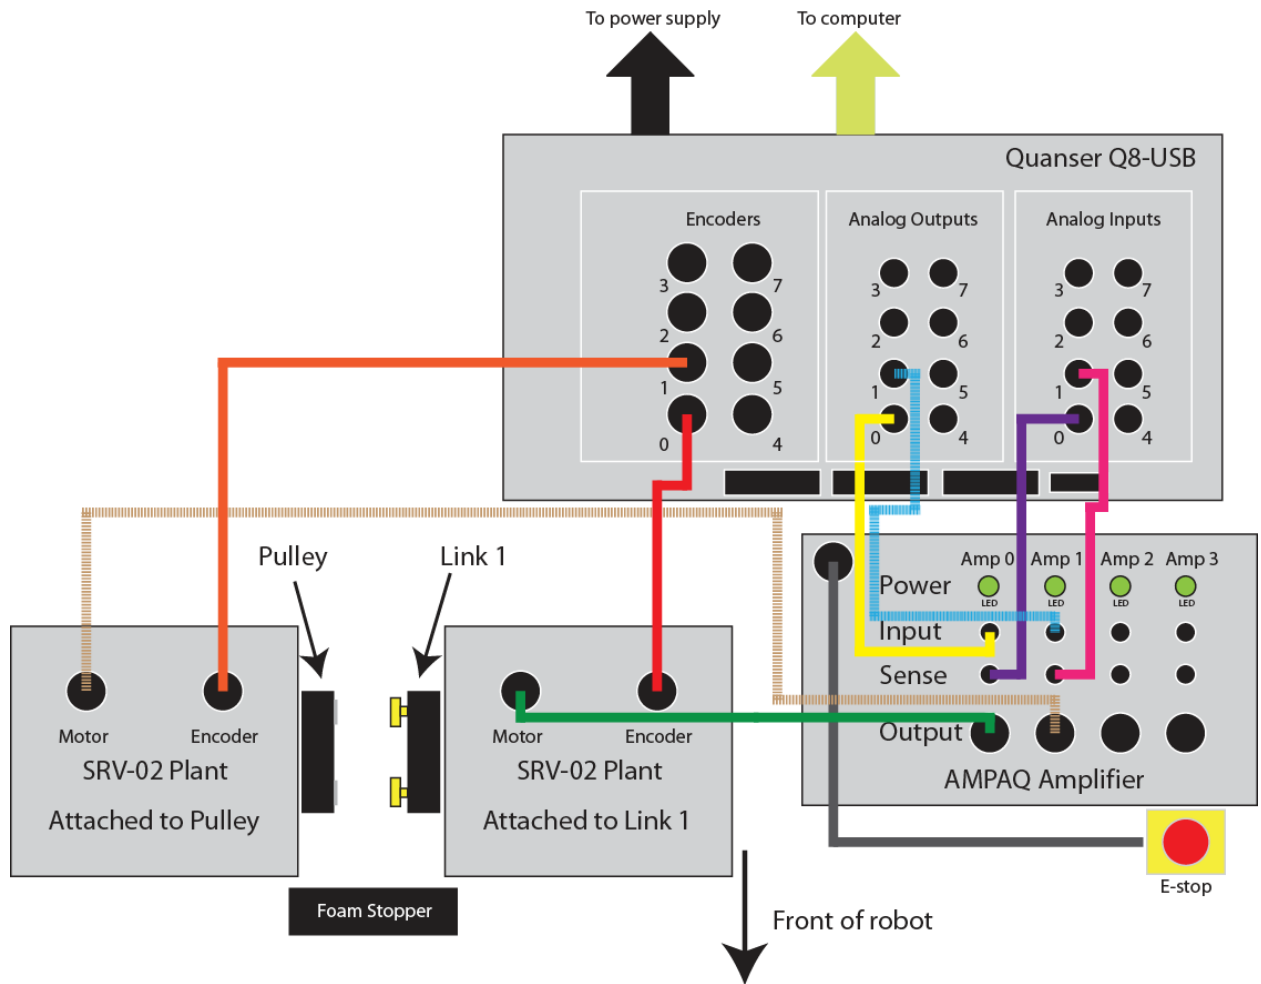 To power supply
To computer
Quanser Q8-USB
Encoders
Analog Outputs
Analog Inputs
3
7
3
7
3
7
2
6
2
6
2
6
1
5
1
5
1
5
0
4
0
4
0
4
Pulley
Link 1
Amp 0
Amp 1
Amp 2
Amp 3
Power
LED
LED
LED
LED
Input
Sense
Output
AMPAQ Amplifier
Motor
Encoder
SRV-02 Plant
Attached to Pulley
Motor
Encoder
SRV-02 Plant
Attached to Link 1
E-stop
Foam Stopper
Front of robot